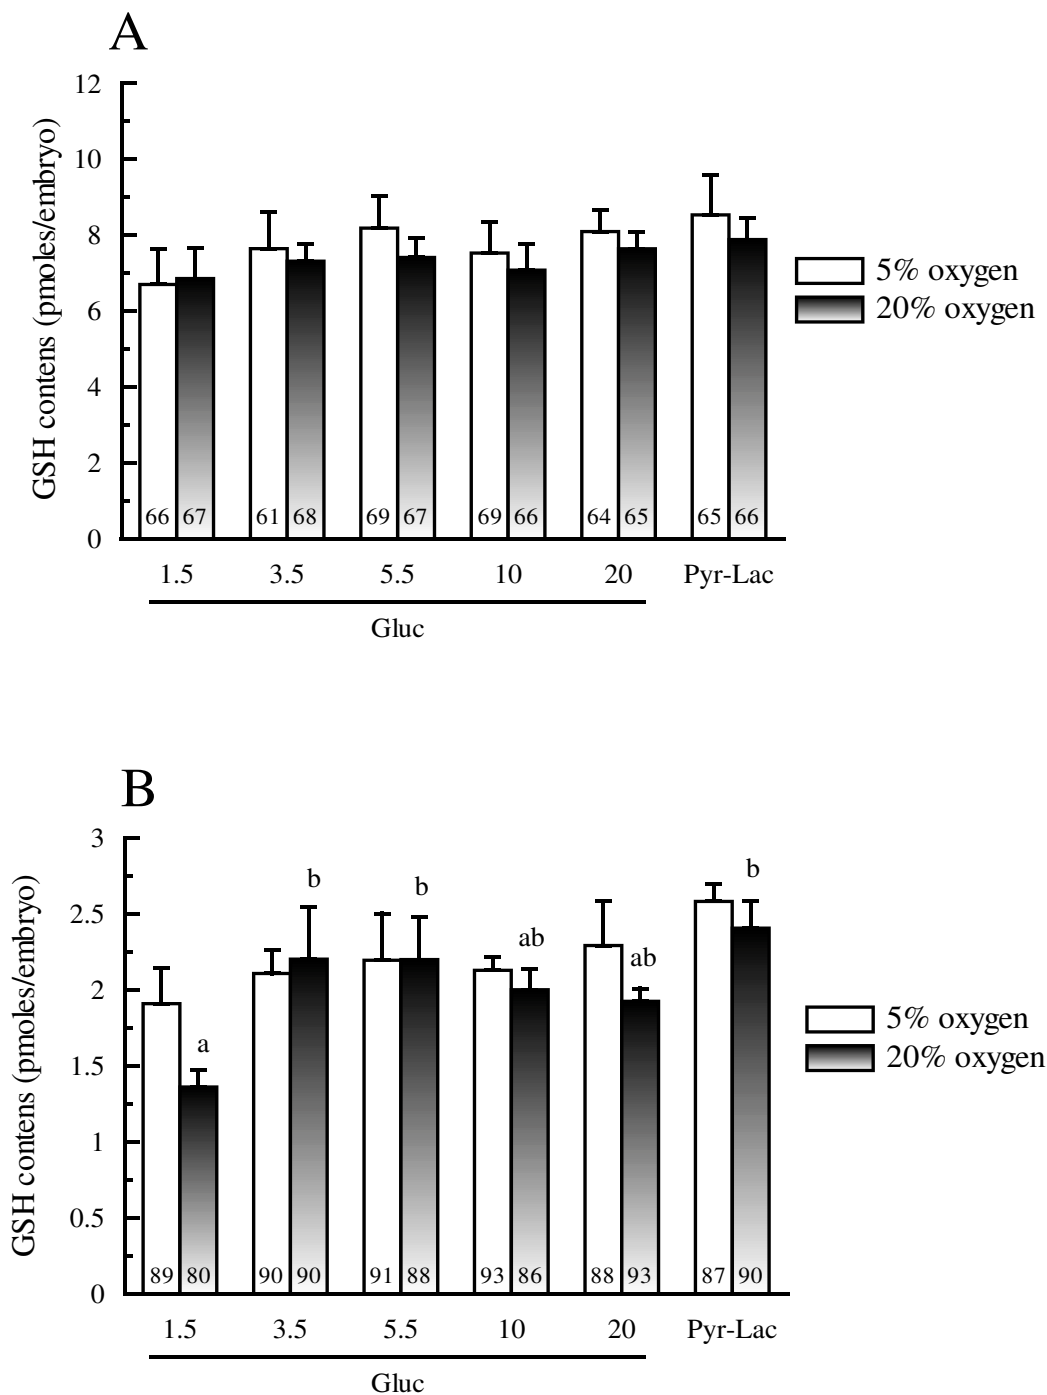 A
12
10
8
6
4
2
0
GSH contens (pmoles/embryo)
5% oxygen
20% oxygen
66 67 61 68 69 67 69 66 64 65 65 66
1.5 3.5 5.5 10 20 Pyr-Lac
Gluc
B
3
2.5
2
1.5
1
0.5
0
GSH contens (pmoles/embryo)
a b b ab ab b
5% oxygen
20% oxygen
89 80 90 90 91 88 93 86 88 93 87 90
1.5 3.5 5.5 10 20 Pyr-Lac
Gluc